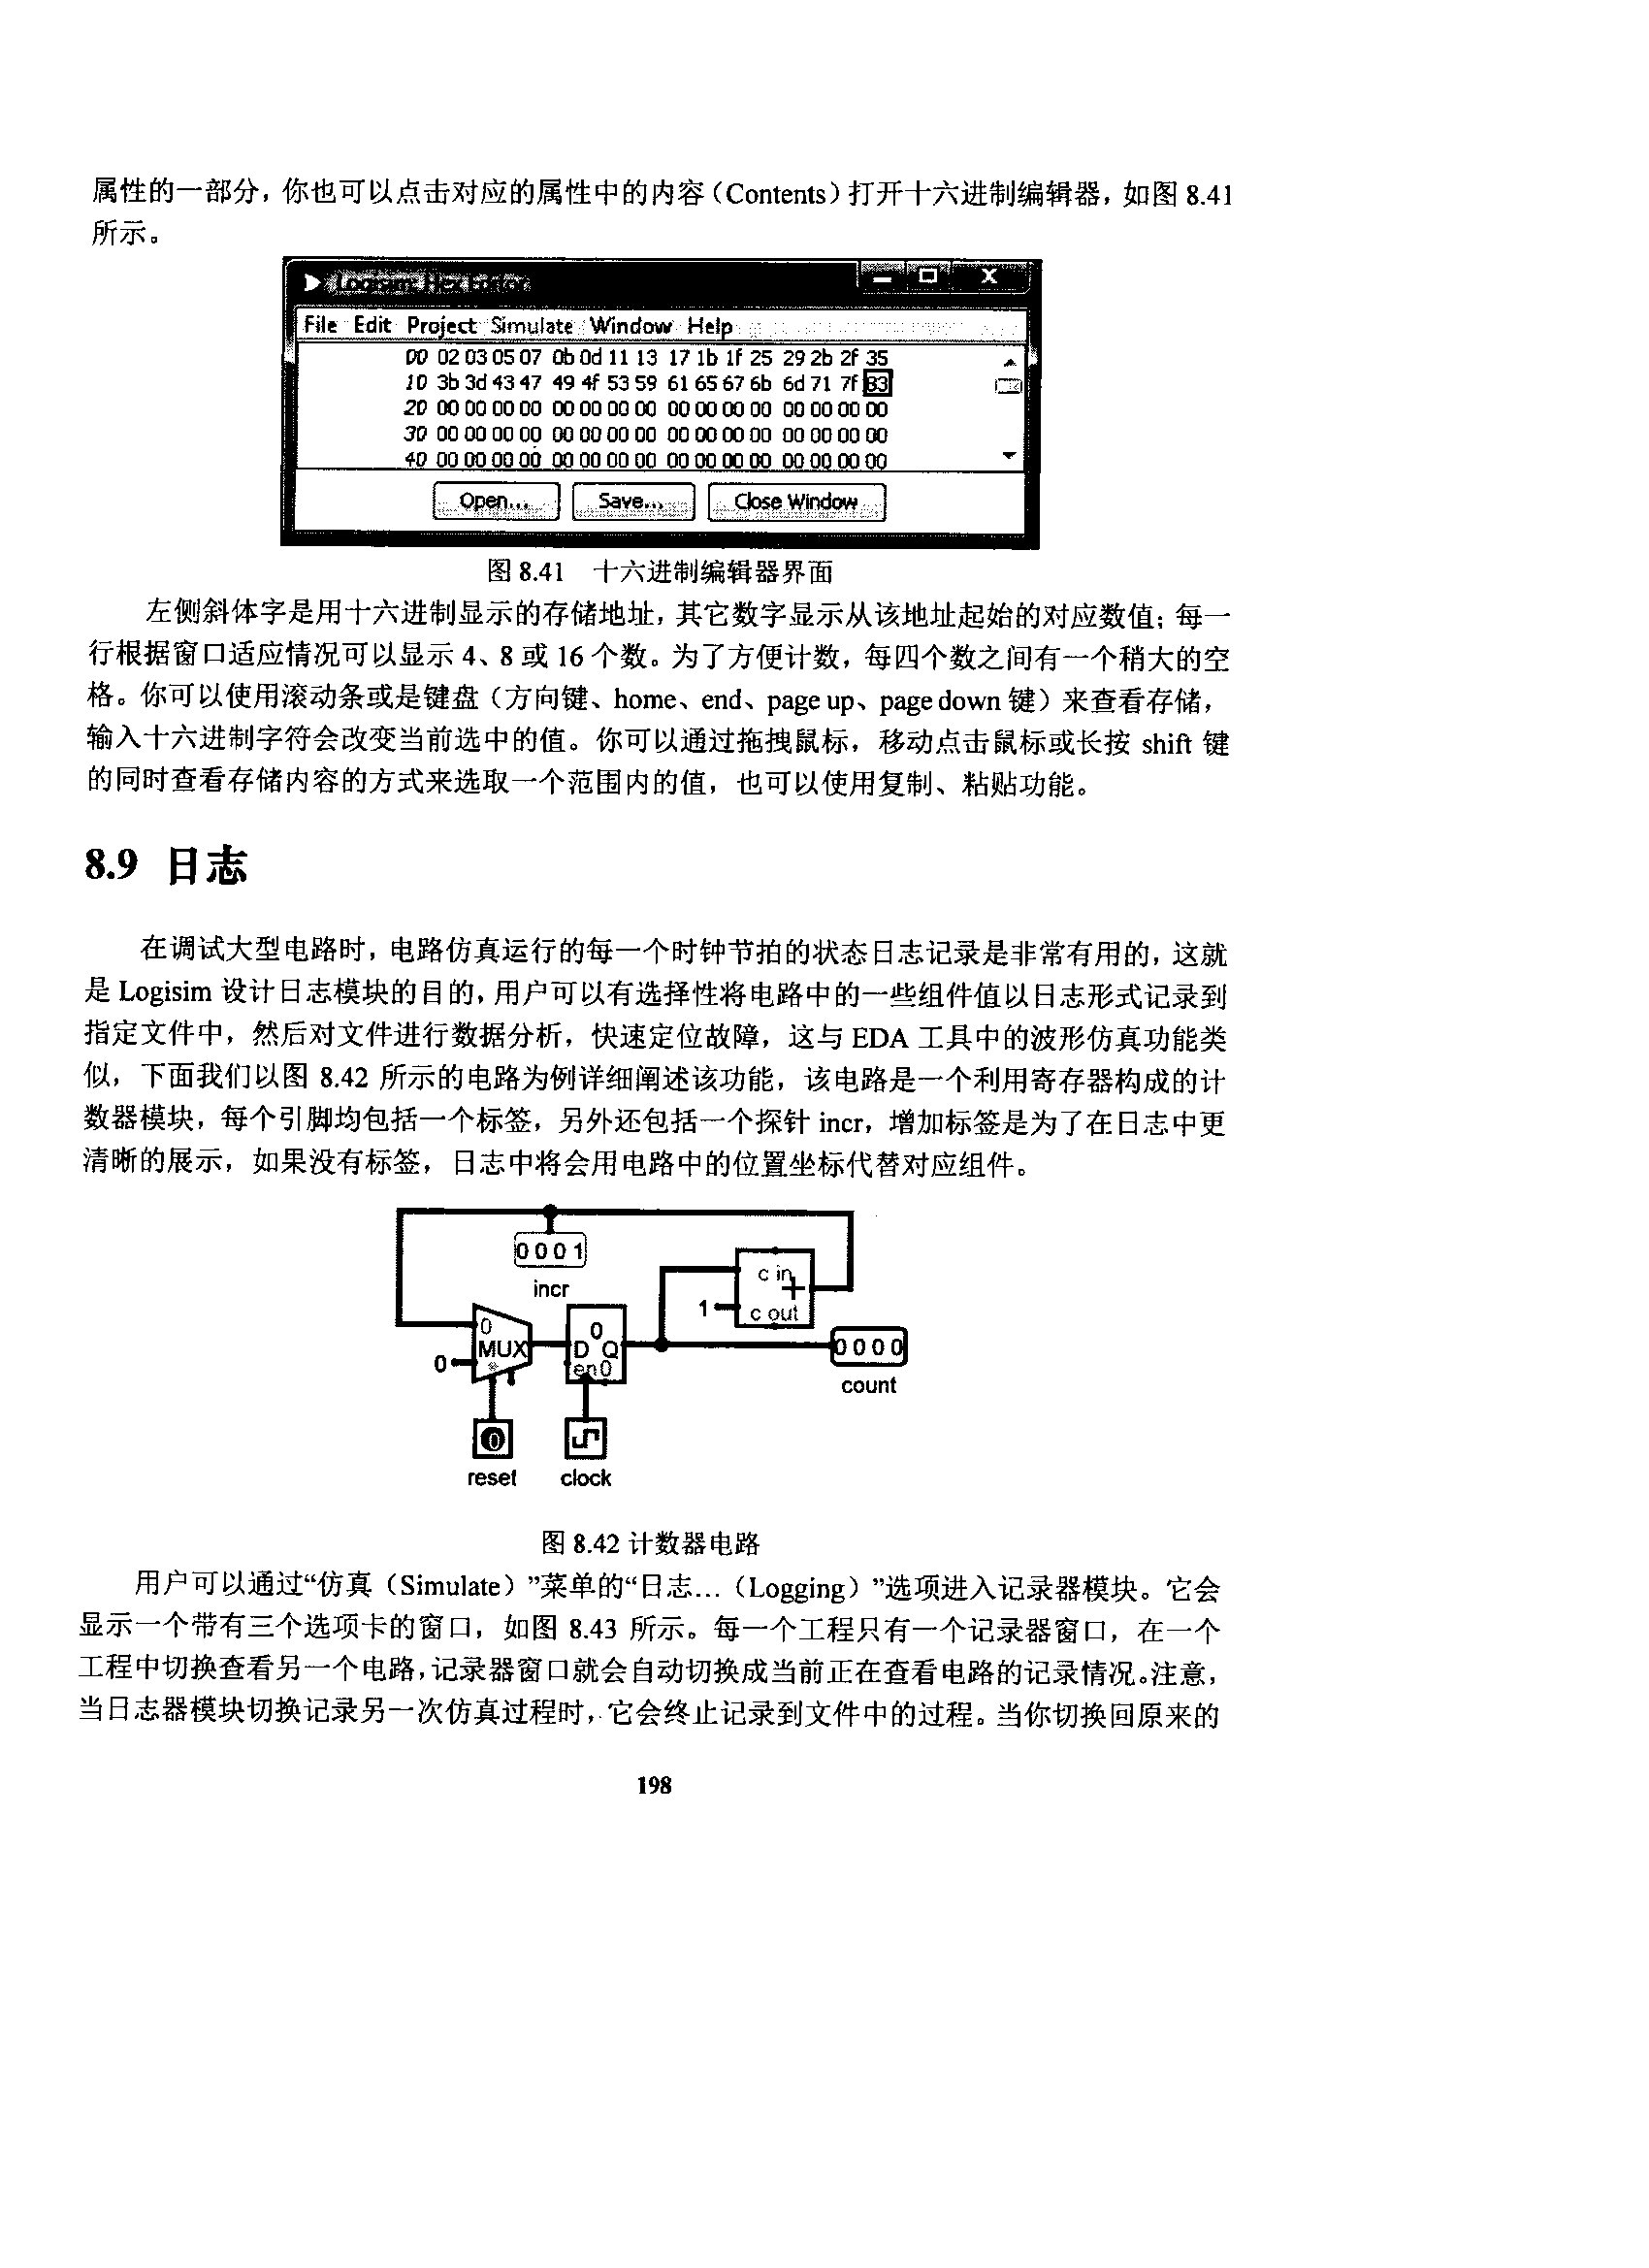 属性的一部分，你也可以点击对应的属性中的内容（Contents）打开十六进制编辑器，如图 8.41
所示。
Logisim: Hex Editor
File Edit Project Simulate Window Help
00 02 03 05 07 0b 0d 11 13 17 1b 1f 25 29 2b 2f 35
10 3b 3d 43 47 49 4f 53 59 61 65 67 6b 6d 71 7f 83
20 00 00 00 00 00 00 00 00 00 00 00 00 00 00 00 00
30 00 00 00 00 00 00 00 00 00 00 00 00 00 00 00 00
40 00 00 00 00 00 00 00 00 00 00 00 00 00 00 00 00
Open... Save... Close Window
图 8.41 十六进制编辑器界面
左侧斜体字是用十六进制显示的存储地址，其它数字显示从该地址起始的对应数值；每一
行根据窗口适应情况可以显示 4、8 或 16 个数。为了方便计数，每四个数之间有一个稍大的空
格。你可以使用滚动条或是键盘（方向键、home、end、page up、page down 键）来查看存储，
输入十六进制字符会改变当前选中的值。你可以通过拖拽鼠标，移动点击鼠标或长按 shift 键
的同时查看存储内容的方式来选取一个范围内的值，也可以使用复制、粘贴功能。
8.9 日志
在调试大型电路时，电路仿真运行的每一个时钟节拍的状态日志记录是非常有用的，这就
是 Logisim 设计日志模块的目的，用户可以有选择性将电路中的一些组件值以日志形式记录到
指定文件中，然后对文件进行数据分析，快速定位故障，这与 EDA 工具中的波形仿真功能类
似，下面我们以图 8.42 所示的电路为例详细阐述该功能，该电路是一个利用寄存器构成的计
数器模块，每个引脚均包括一个标签，另外还包括一个探针 incr，增加标签是为了在日志中更
清晰的展示，如果没有标签，日志中将会用电路中的位置坐标代替对应组件。
0001
incr
c in
+
1
c out
0
MUX
0
0
D Q
en 0
0000
count
0
reset
clock
图 8.42 计数器电路
用户可以通过“仿真（Simulate）”菜单的“日志…（Logging）”选项进入记录器模块。它会
显示一个带有三个选项卡的窗口，如图 8.43 所示。每一个工程只有一个记录器窗口，在一个
工程中切换查看另一个电路，记录器窗口就会自动切换成当前正在查看电路的记录情况。注意，
当日志器模块切换记录另一次仿真过程时，它会终止记录到文件中的过程。当你切换回原来的
198